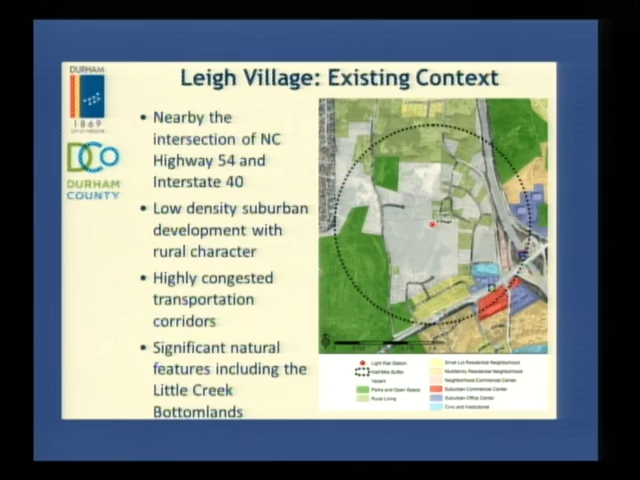 DURHAM
1869
CITY OF MEDICINE
DCO
DURHAM
COUNTY
Leigh Village: Existing Context
• Nearby the
intersection of NC
Highway 54 and
Interstate 40
• Low density suburban
development with
rural character
• Highly congested
transportation
corridors
• Significant natural
features including the
Little Creek
Bottomlands
Leigh
Village
Light Rail Station
Half-Mile Buffer
Vacant
Parks and Open Space
Rural Living
Small-Lot Residential Neighborhood
Multifamily Residential Neighborhood
Neighborhood Commercial Center
Suburban Commercial Center
Suburban Office Center
Civic and Institutional